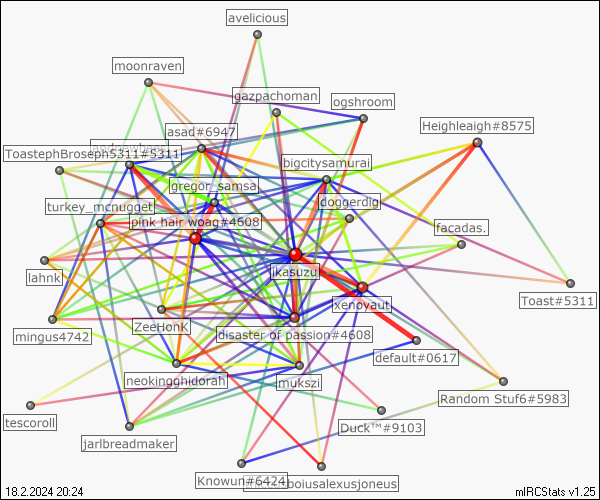 avelicious
moonraven
gazpachoman
ogshroom
Heighleaigh#8575
asad#6947
ToastephBroseph5311#5311
bigcitysamurai
gregor_samsa
doggerdig
turkey_mcnugget
pink hair woag#4608
facadas.
lahnk
ikasuzu
Toast#5311
xenoyaut
ZeeHonk
mingus4742
disaster of passion#4608
default#0617
neokingghidorah
mukszi
Random Stuf6#5983
tescoroll
Duck™#9103
jarlbreadmaker
Knowun#6424
boiusalexusjoneus
18.2.2024 20:24
mIRCStats v1.25